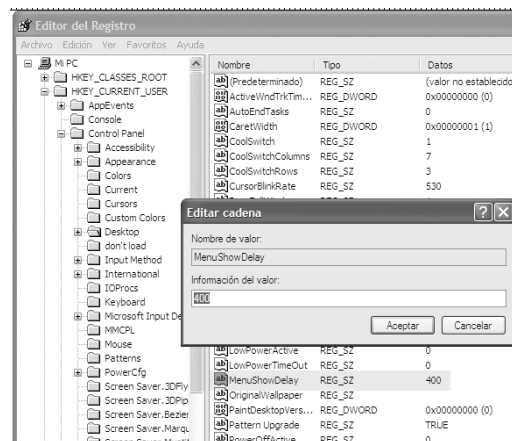 Editor del Registro
Archivo Edición Ver Favoritos Ayuda
Mi PC
HKEY_CLASSES_ROOT
HKEY_CURRENT_USER
AppEvents
Console
Control Panel
Accessibility
Appearance
Colors
Current
Cursors
Custom Colors
Desktop
don't load
Input Method
International
IOProcs
Keyboard
Microsoft Input De
MMCPL
Mouse
Patterns
PowerCfg
Screen Saver.3DFly
Screen Saver.3DPip
Screen Saver.Bezier
Screen Saver.Marqu
Nombre Tipo Datos
(Predeterminado) REG_SZ (valor no establecido
ActiveWndTrkTim... REG_DWORD 0x00000000 (0)
AutoEndTasks REG_SZ 0
CaretWidth REG_DWORD 0x00000001 (1)
CoolSwitch REG_SZ 1
CoolSwitchColumns REG_SZ 7
CoolSwitchRows REG_SZ 3
CursorBlinkRate REG_SZ 530
Editar cadena
Nombre de valor:
MenuShowDelay
Información del valor:
400
Aceptar Cancelar
LowPowerActive REG_SZ 0
LowPowerTimeOut REG_SZ 0
MenuShowDelay REG_SZ 400
OriginalWallpaper REG_SZ
PaintDesktopVers... REG_DWORD 0x00000000 (0)
Pattern Upgrade REG_SZ TRUE
PowerOffActive REG_SZ 0